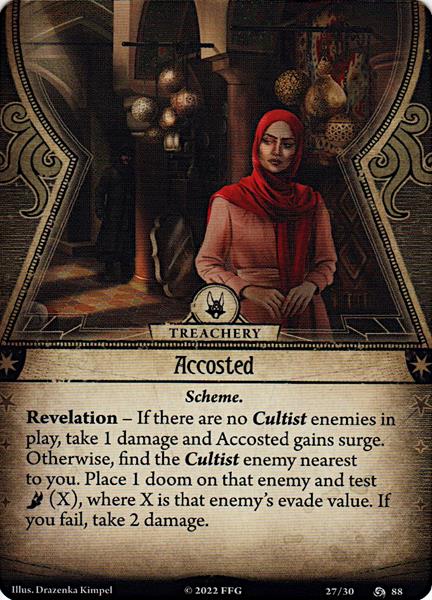 TREACHERY
Accosted
Scheme.
Revelation – If there are no Cultist enemies in
play, take 1 damage and Accosted gains surge.
Otherwise, find the Cultist enemy nearest
to you. Place 1 doom on that enemy and test
(X), where X is that enemy's evade value. If
you fail, take 2 damage.
Illus. Drazenka Kimpel © 2022 FFG 27/30 88